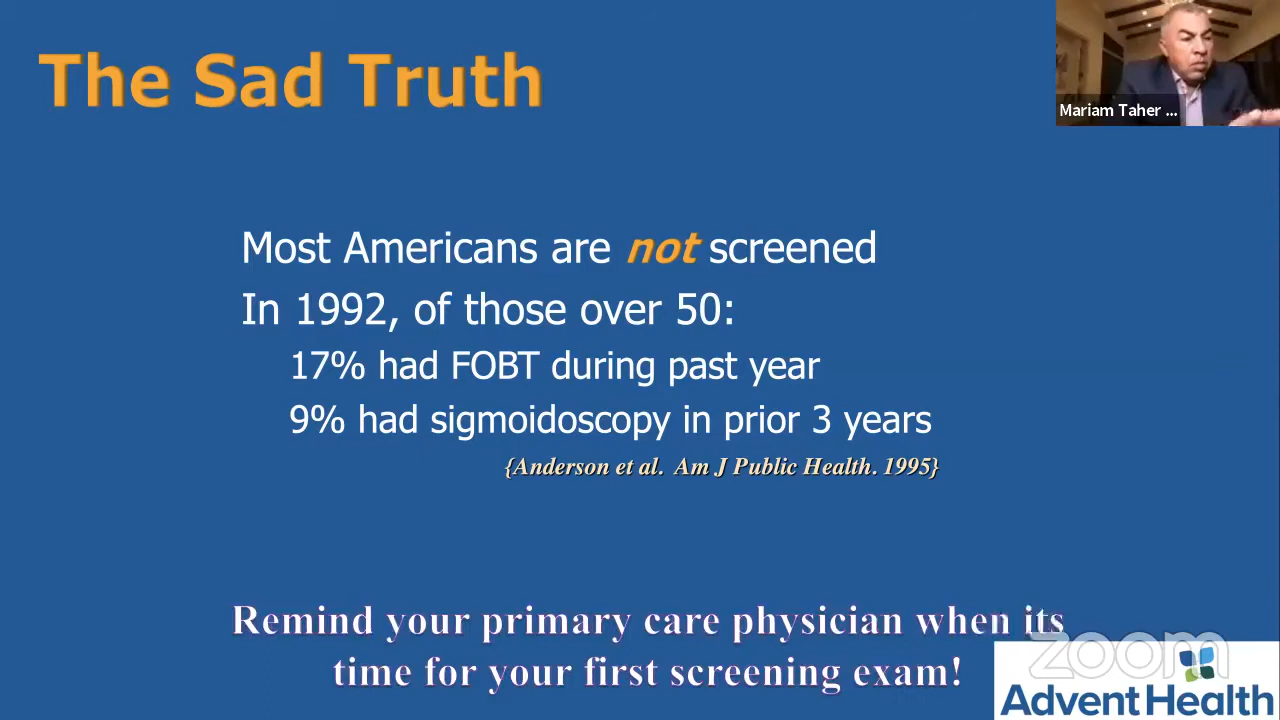 The Sad Truth
Mariam Taher ...
Most Americans are not screened
In 1992, of those over 50:
17% had FOBT during past year
9% had sigmoidoscopy in prior 3 years
{Anderson et al. Am J Public Health. 1995}
Remind your primary care physician when its
time for your first screening exam!
zoom
AdventHealth